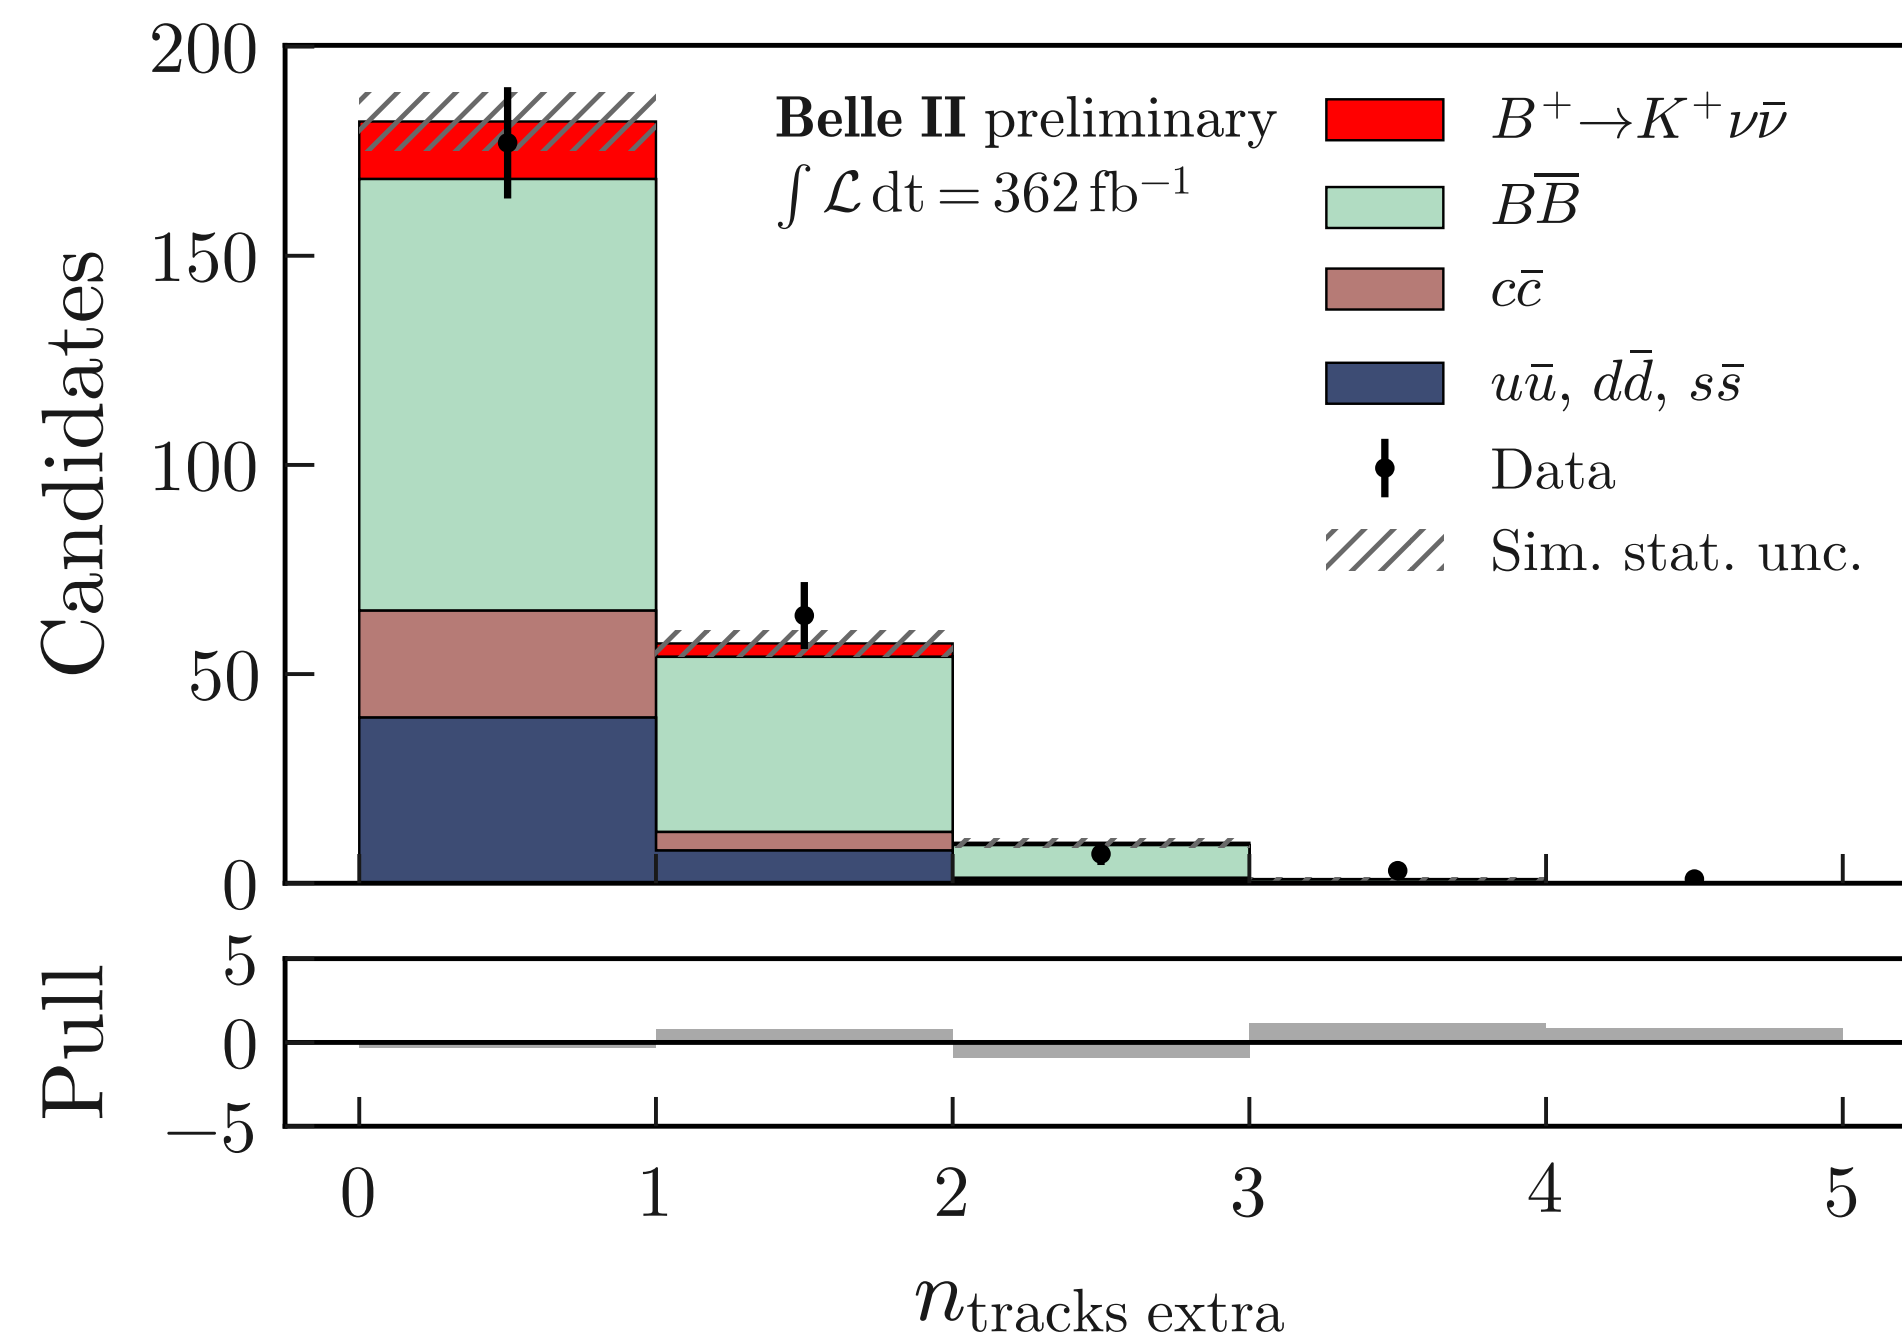 200
150
100
50
0
Candidates
Belle II preliminary
∫ ℒ dt = 362 fb⁻¹
B⁺→K⁺νν̄
BB̅
cc̄
uū, dd̄, ss̄
Data
Sim. stat. unc.
5
0
−5
Pull
0 1 2 3 4 5
n_tracks extra